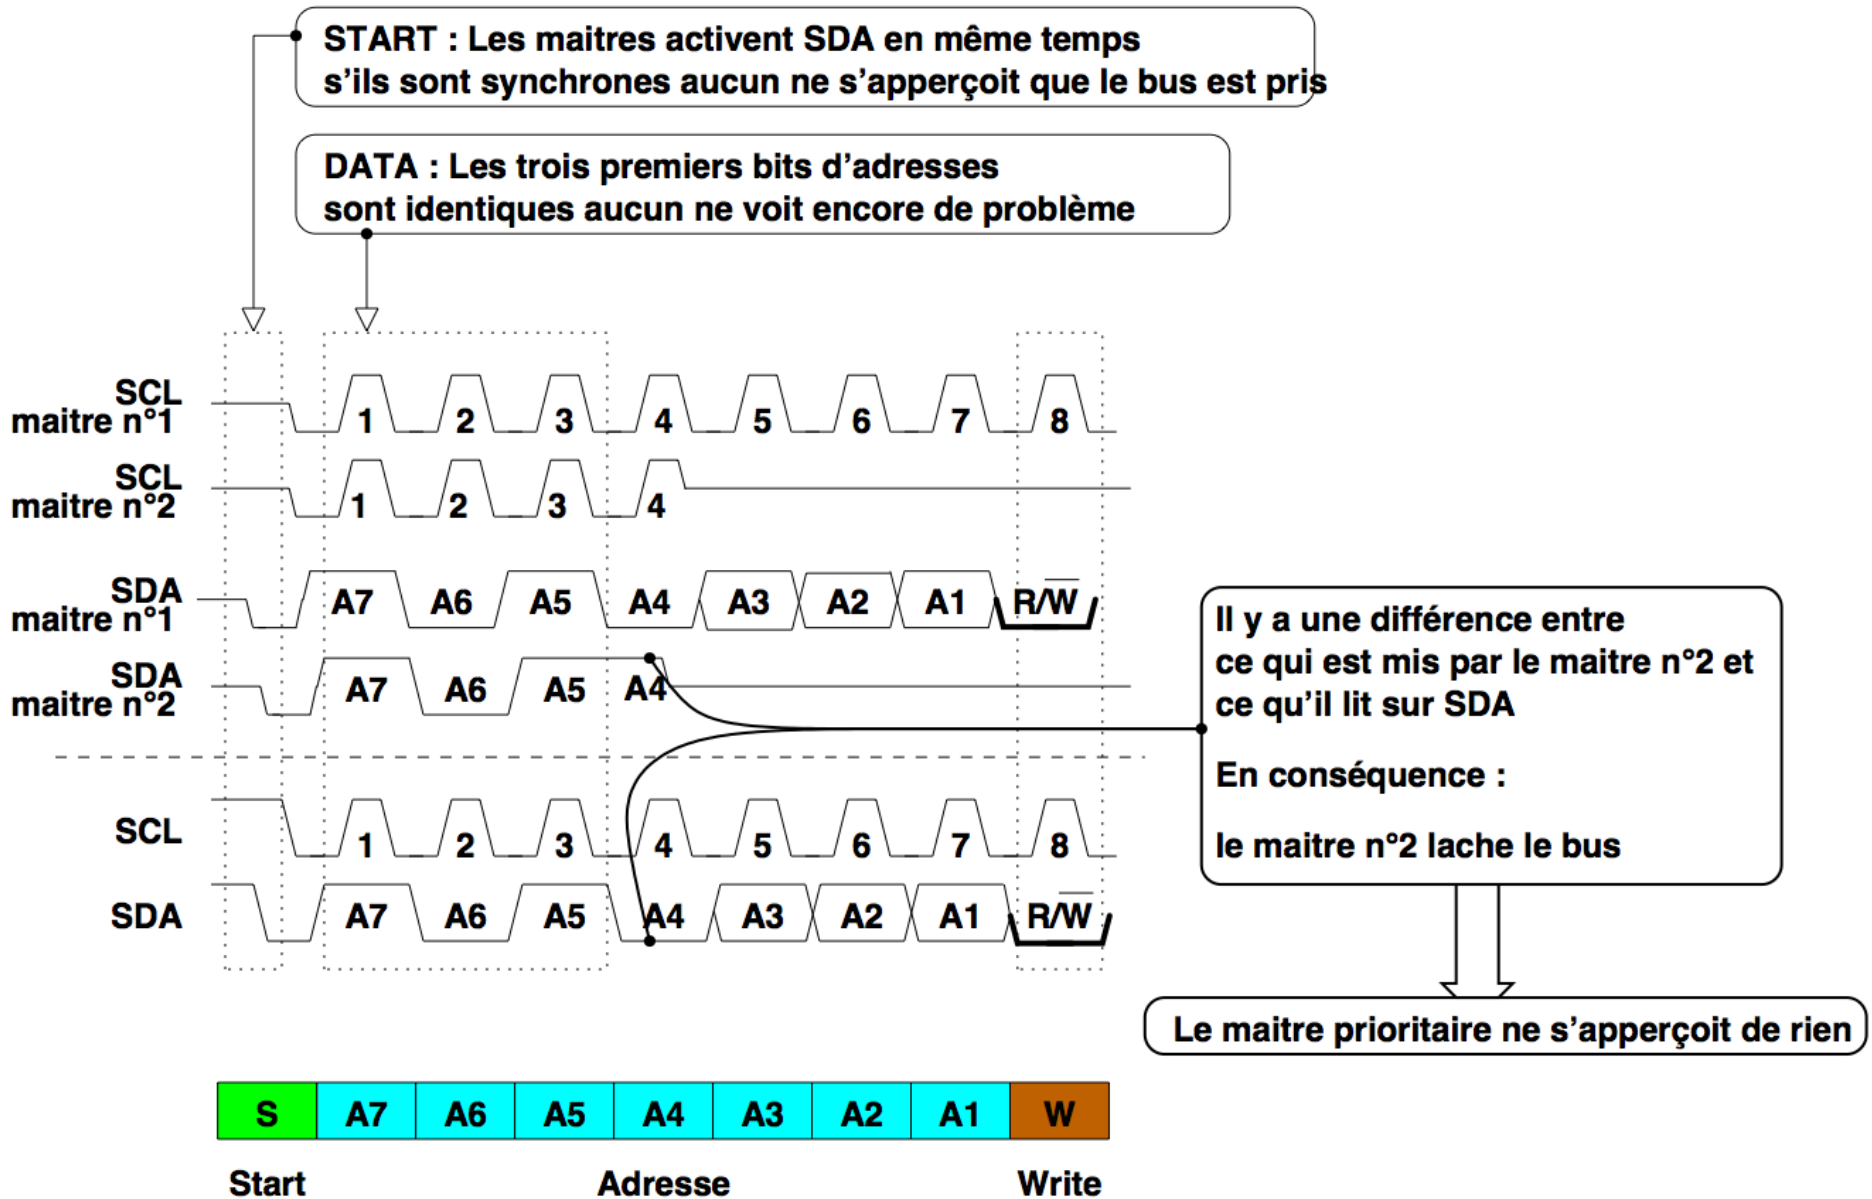 START : Les maitres activent SDA en même temps
s'ils sont synchrones aucun ne s'apperçoit que le bus est pris
DATA : Les trois premiers bits d'adresses
sont identiques aucun ne voit encore de problème
SCL
maitre n°1
1 2 3 4 5 6 7 8
SCL
maitre n°2
1 2 3 4
SDA
maitre n°1
A7 A6 A5 A4 A3 A2 A1 R/W̅
SDA
maitre n°2
A7 A6 A5 A4
Il y a une différence entre
ce qui est mis par le maitre n°2 et
ce qu'il lit sur SDA
En conséquence :
le maitre n°2 lache le bus
SCL
1 2 3 4 5 6 7 8
SDA
A7 A6 A5 A4 A3 A2 A1 R/W̅
Le maitre prioritaire ne s'apperçoit de rien
S A7 A6 A5 A4 A3 A2 A1 W
Start Adresse Write